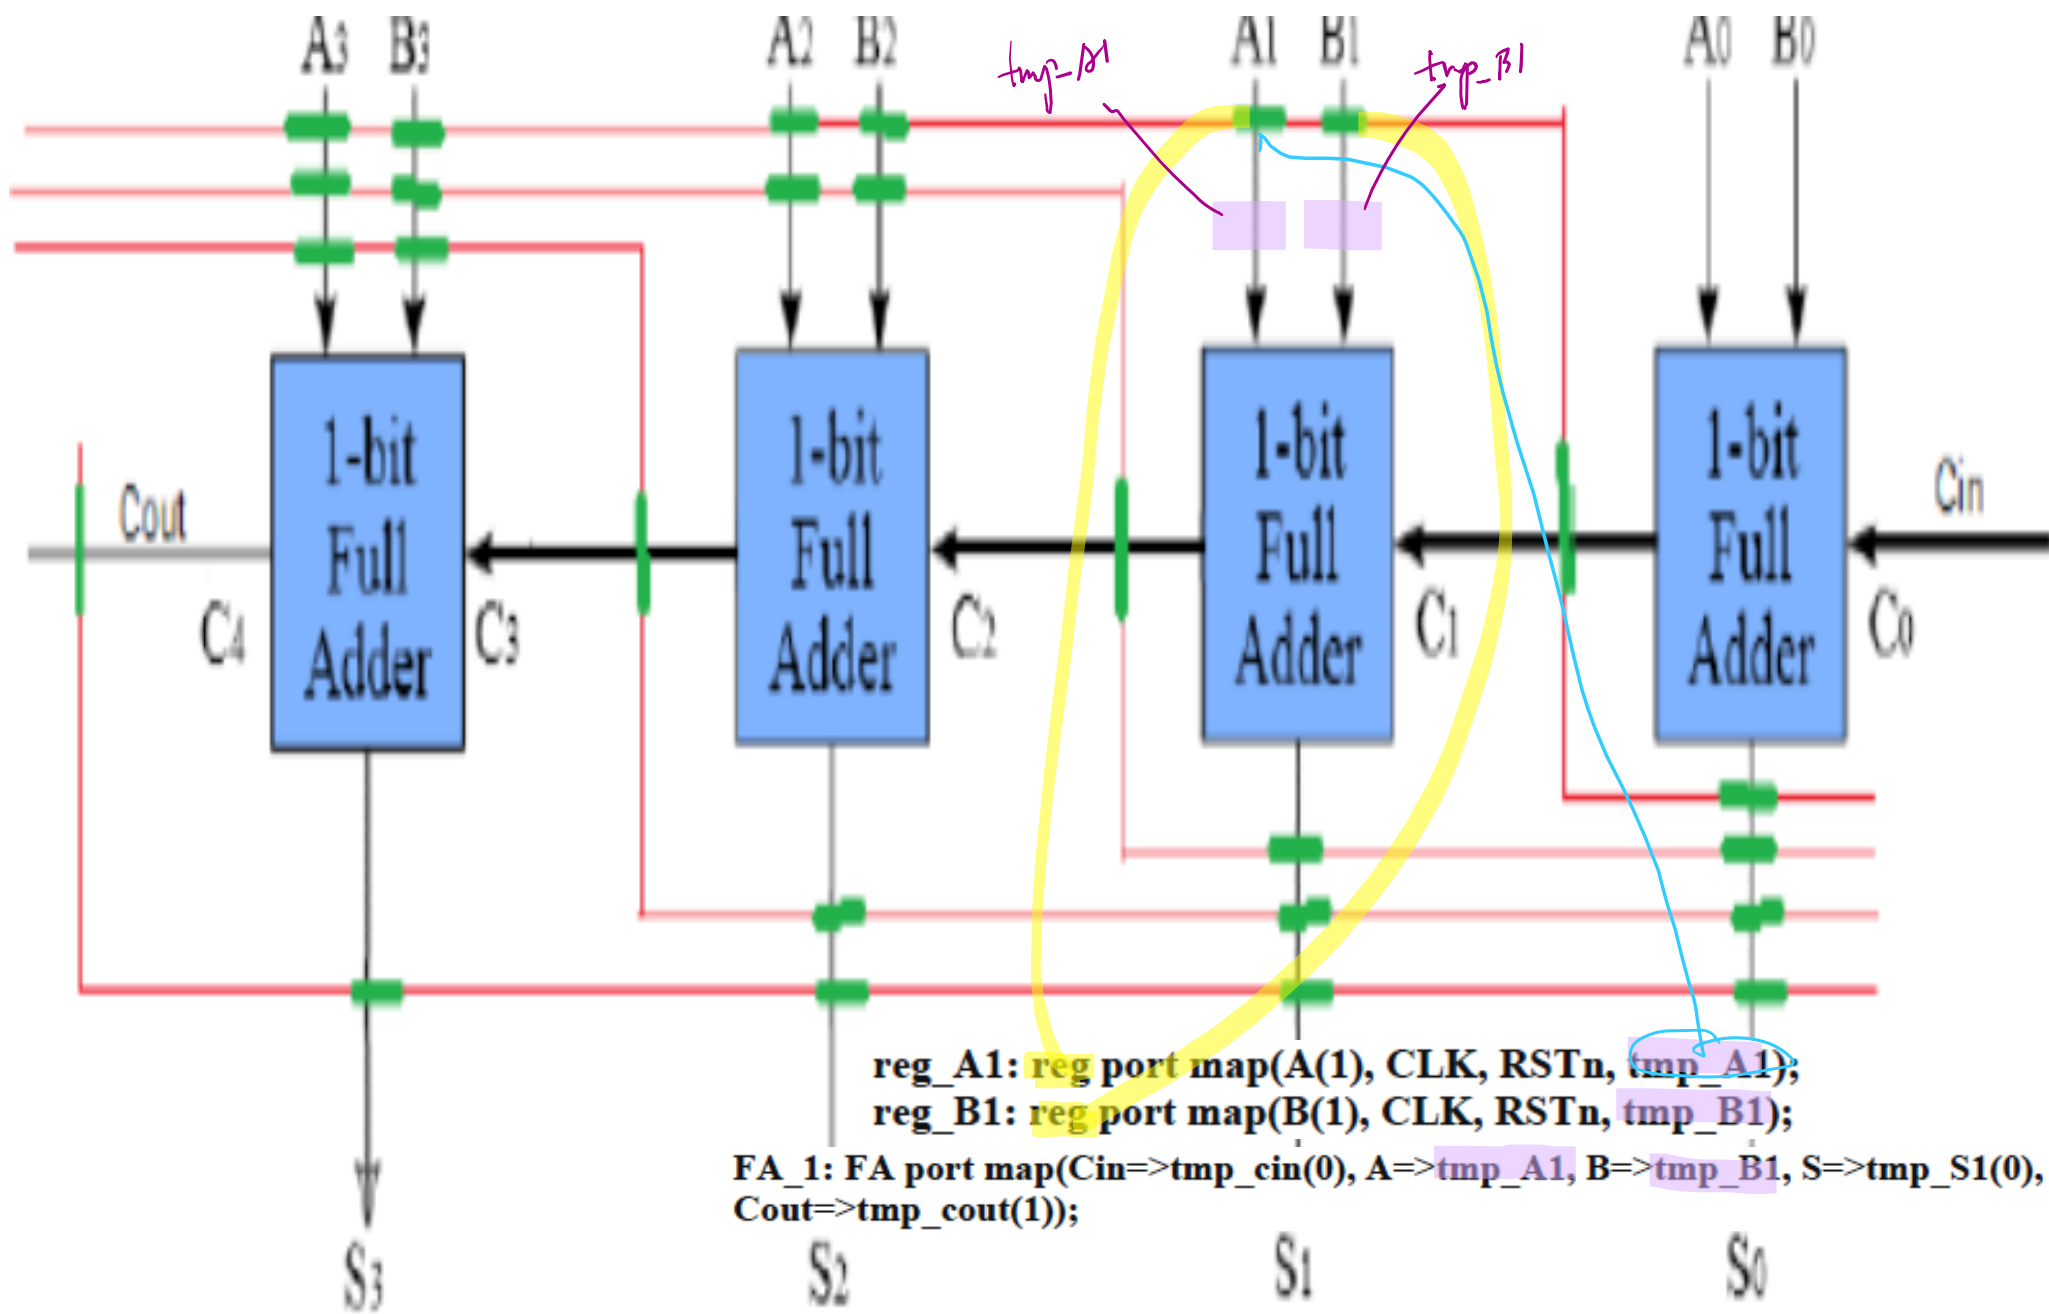 A3 B3 A2 B2 A1 B1 A0 B0
tmp_A1 tmp_B1
1-bit Full Adder
1-bit Full Adder
1-bit Full Adder
1-bit Full Adder
Cout
Cin
C4 C3 C2 C1 C0
reg_A1: reg port map(A(1), CLK, RSTn, tmp_A1);
reg_B1: reg port map(B(1), CLK, RSTn, tmp_B1);
FA_1: FA port map(Cin=>tmp_cin(0), A=>tmp_A1, B=>tmp_B1, S=>tmp_S1(0),
Cout=>tmp_cout(1));
S3 S2 S1 S0